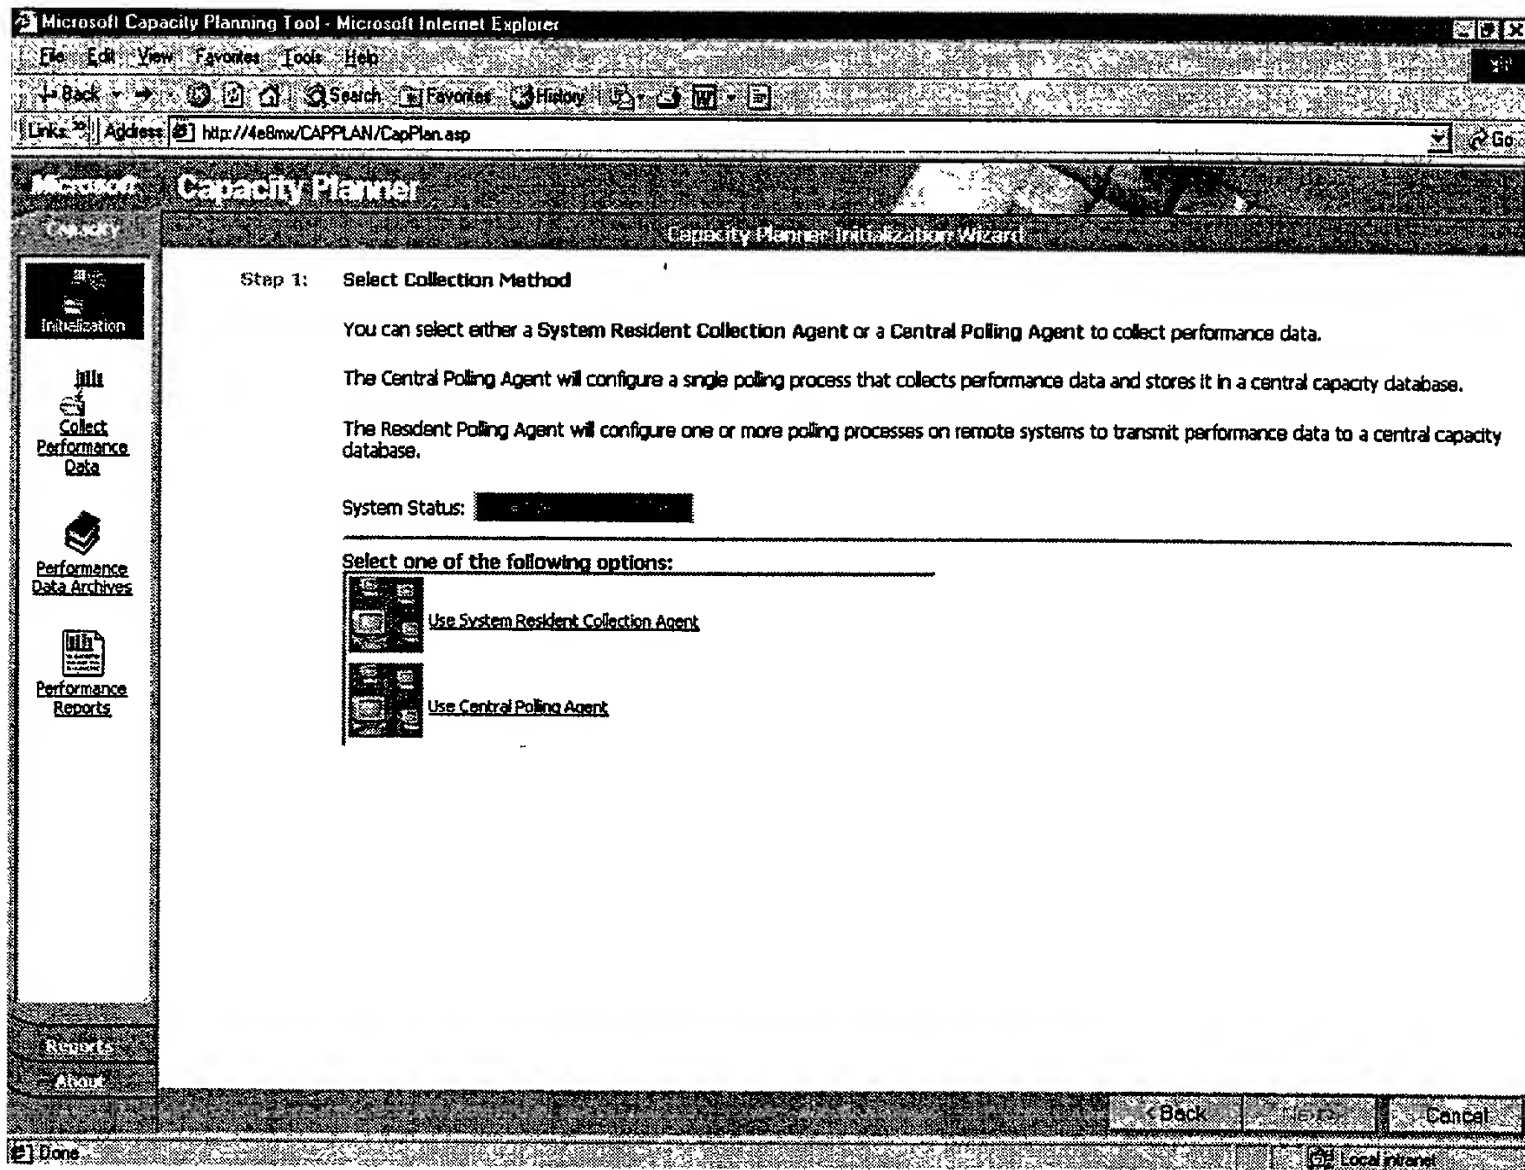 Microsoft Capacity Planning Tool - Microsoft Internet Explorer
File Edit View Favorites Tools Help
Back Search Favorites History
Links Address http://4e8mx/CAPPLAN/CapPlan.asp Go
Microsoft Capacity Planner
Capacity
Capacity Planner Initialization Wizard
Initialization
Collect
Performance
Data
Performance
Data Archives
Performance
Reports
Step 1: Select Collection Method
You can select either a System Resident Collection Agent or a Central Polling Agent to collect performance data.
The Central Polling Agent will configure a single polling process that collects performance data and stores it in a central capacity database.
The Resident Polling Agent will configure one or more polling processes on remote systems to transmit performance data to a central capacity
database.
System Status:
Select one of the following options:
Use System Resident Collection Agent
Use Central Polling Agent
Reports
About
< Back Cancel
Done Local intranet